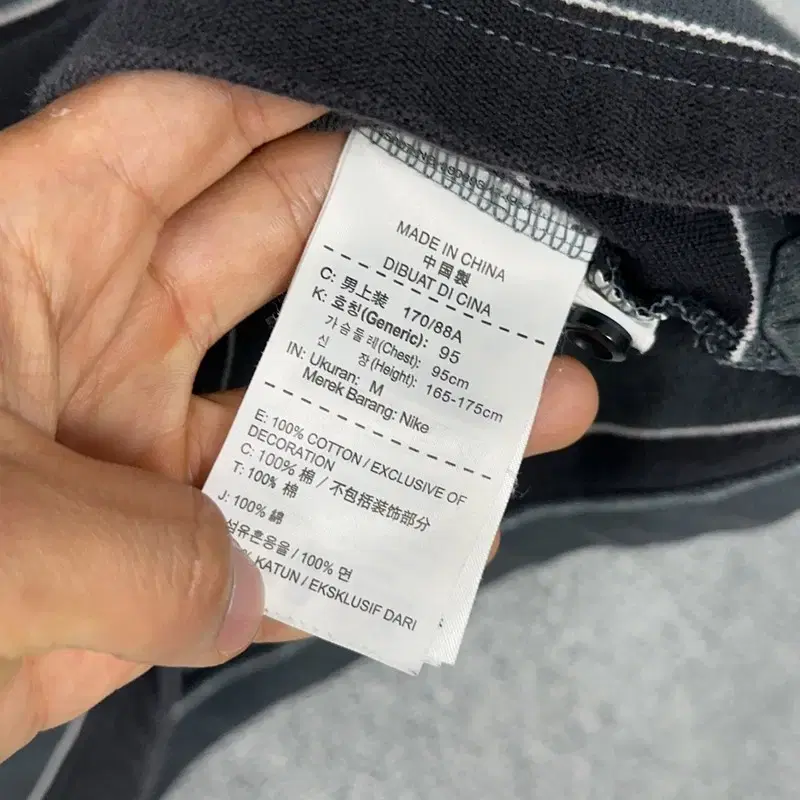 MADE IN CHINA
中國製
DIBUAT DI CINA
C: 男上装 170/88A
K: 호칭(Generic): 95
가슴둘레(Chest): 95cm
신 장(Height): 165-175cm
IN: Ukuran: M
Merek Barang: Nike
E: 100% COTTON / EXCLUSIVE OF
DECORATION
C: 100% 棉 / 不包括装饰部分
T: 100% 棉
J: 100% 綿
섬유혼용율 / 100% 면
% KATUN / EKSKLUSIF DARI